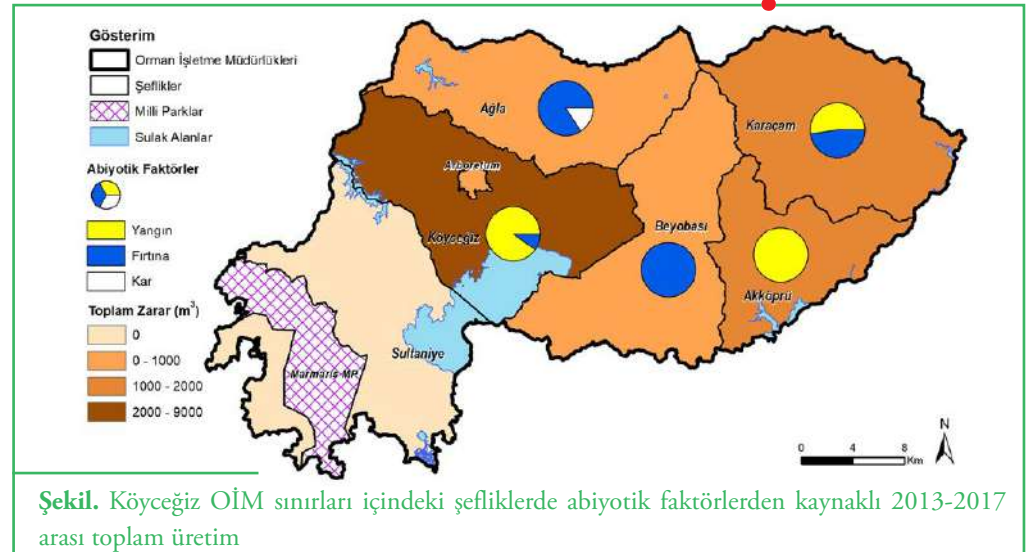 Gösterim
Orman İşletme Müdürlükleri
Şeflikler
Milli Parklar
Sulak Alanlar
Abiyotik Faktörler
Yangın
Fırtına
Kar
Toplam Zarar (m³)
0
0 - 1000
1000 - 2000
2000 - 9000
Ağla
Karaçam
Arboretum
Köyceğiz
Beyobası
Akköprü
Sultaniye
Marmaris MP
N
0 4 8
Km
Şekil. Köyceğiz OİM sınırları içindeki şefliklerde abiyotik faktörlerden kaynaklı 2013-2017
arası toplam üretim